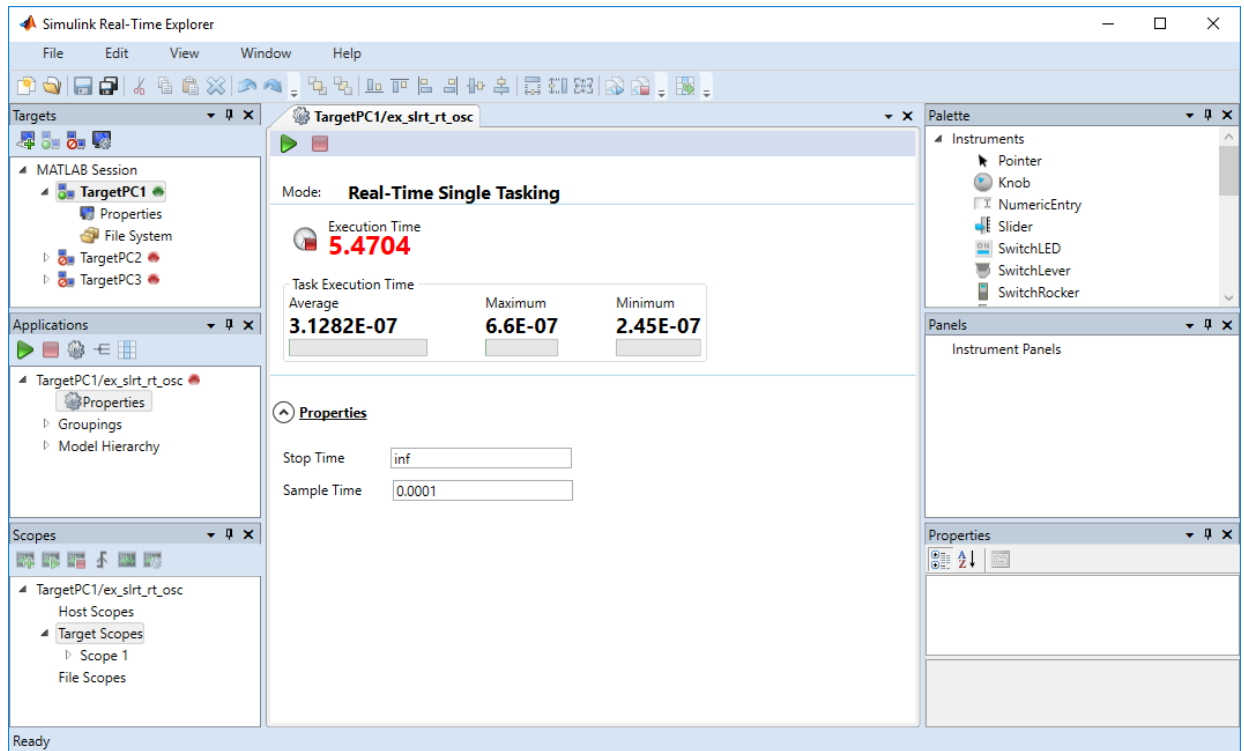 Simulink Real-Time Explorer
File Edit View Window Help
Targets
MATLAB Session
TargetPC1
Properties
File System
TargetPC2
TargetPC3
Applications
TargetPC1/ex_slrt_rt_osc
Properties
Groupings
Model Hierarchy
Scopes
TargetPC1/ex_slrt_rt_osc
Host Scopes
Target Scopes
Scope 1
File Scopes
TargetPC1/ex_slrt_rt_osc
Mode: Real-Time Single Tasking
Execution Time
5.4704
Task Execution Time
Average Maximum Minimum
3.1282E-07 6.6E-07 2.45E-07
Properties
Stop Time inf
Sample Time 0.0001
Palette
Instruments
Pointer
Knob
NumericEntry
Slider
ON SwitchLED
SwitchLever
SwitchRocker
Panels
Instrument Panels
Properties
Ready